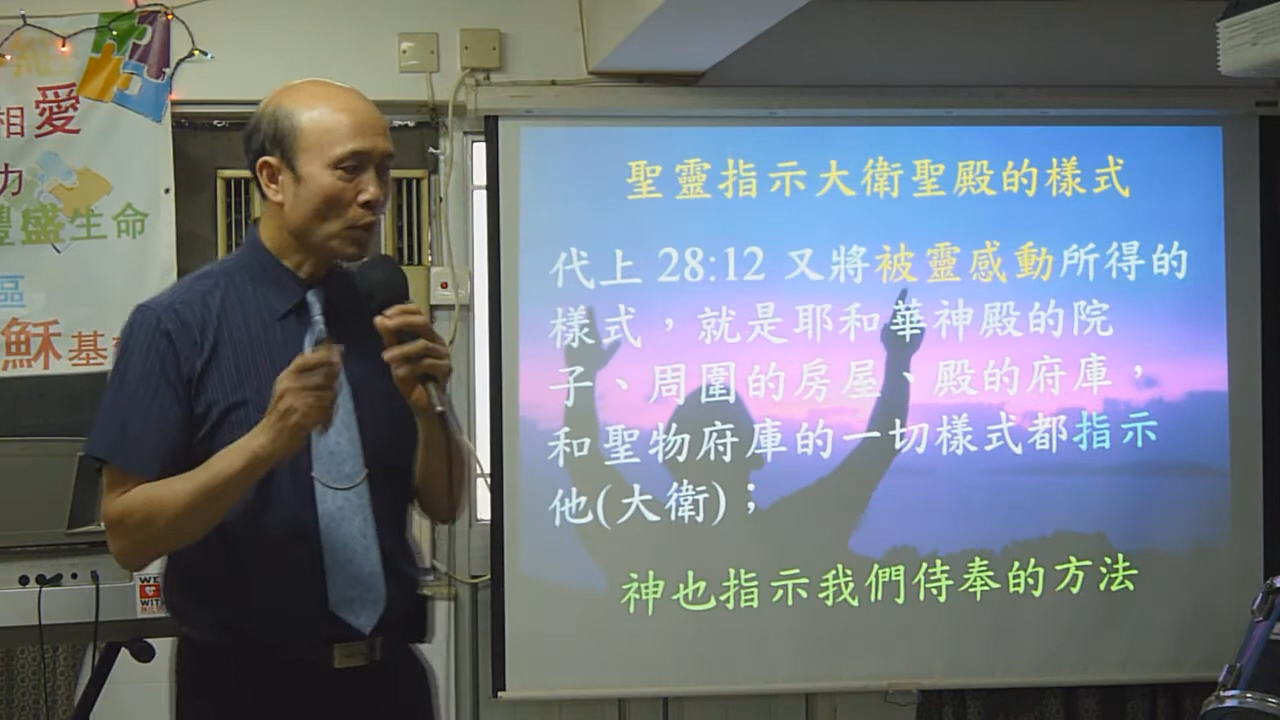 相愛
力
豐盛生命
區
穌基
WE
WIT
聖靈指示大衛聖殿的樣式
代上 28:12 又將被靈感動所得的
樣式，就是耶和華神殿的院
子、周圍的房屋、殿的府庫，
和聖物府庫的一切樣式都指示
他(大衛)；
神也指示我們侍奉的方法